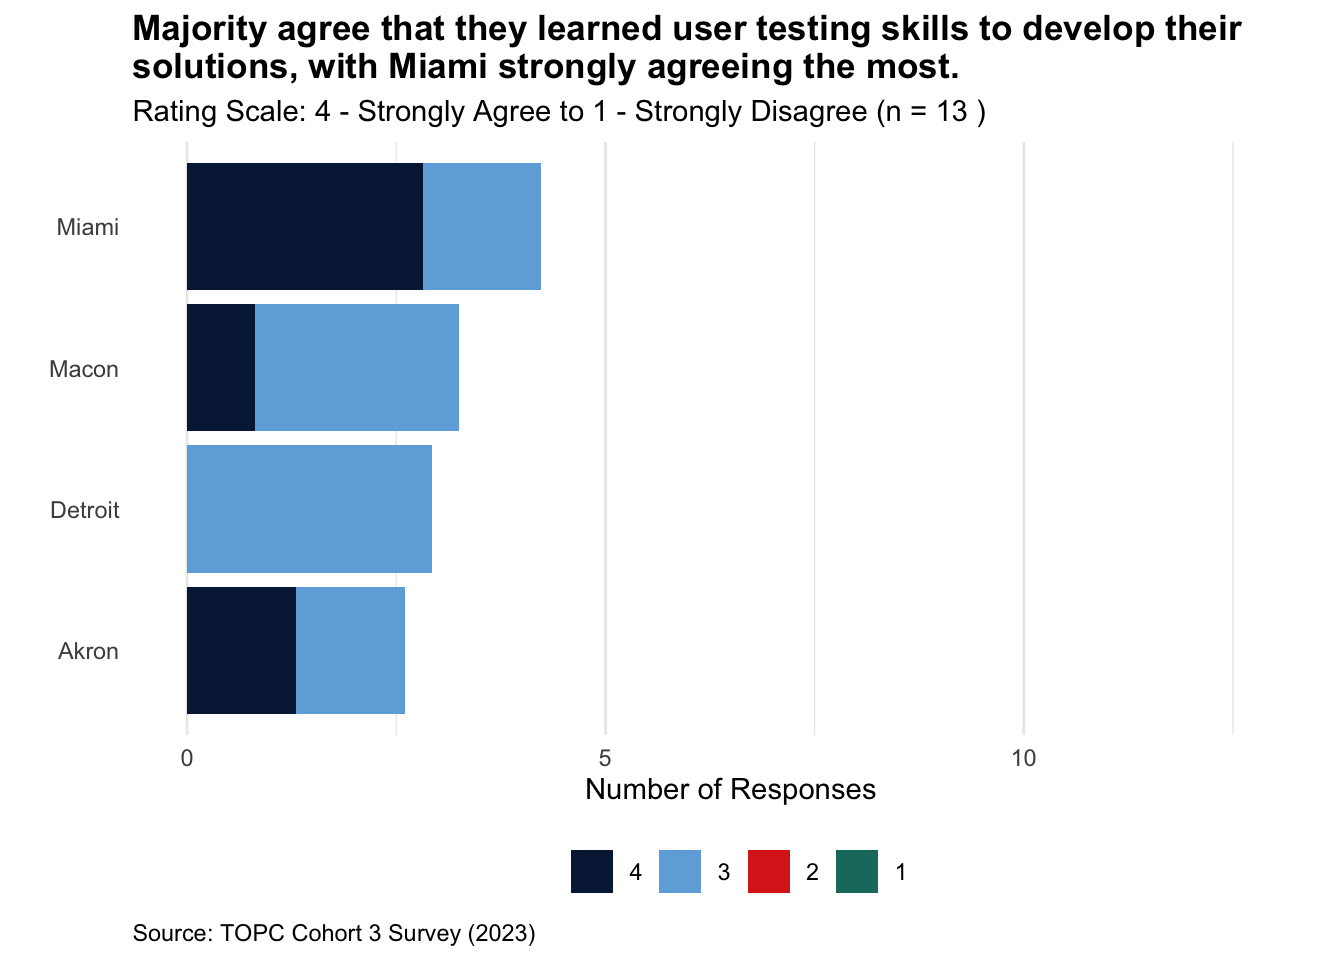 Majority agree that they learned user testing skills to develop their
solutions, with Miami strongly agreeing the most.
Rating Scale: 4 - Strongly Agree to 1 - Strongly Disagree (n = 13 )
Miami
Macon
Detroit
Akron
0 5 10
Number of Responses
4 3 2 1
Source: TOPC Cohort 3 Survey (2023)